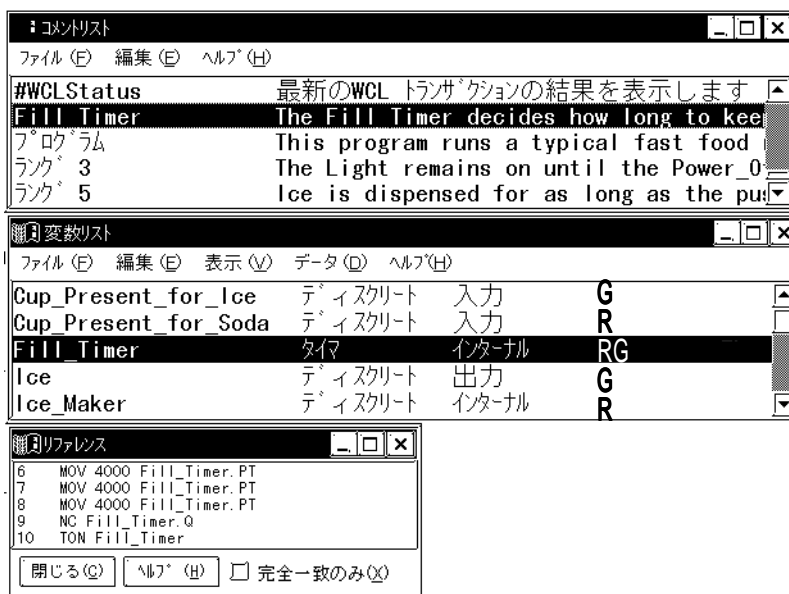 コメントリスト
ファイル (F) 編集 (E) ヘルプ (H)
#WCLStatus 最新のWCL トランザクションの結果を表示します
Fill Timer The Fill Timer decides how long to kee
プログラム This program runs a typical fast food
ラング 3 The Light remains on until the Power_O
ラング 5 Ice is dispensed for as long as the pu
変数リスト
ファイル (F) 編集 (E) 表示 (V) データ (D) ヘルプ(H)
Cup_Present_for_Ice ディスクリート 入力 G
Cup_Present_for_Soda ディスクリート 入力 R
Fill_Timer タイマ インターナル RG
Ice ディスクリート 出力 G
Ice_Maker ディスクリート インターナル R
リファレンス
6 MOV 4000 Fill_Timer.PT
7 MOV 4000 Fill_Timer.PT
8 MOV 4000 Fill_Timer.PT
9 NC Fill_Timer.Q
10 TON Fill_Timer
閉じる(C) ヘルプ (H) 完全一致のみ(X)